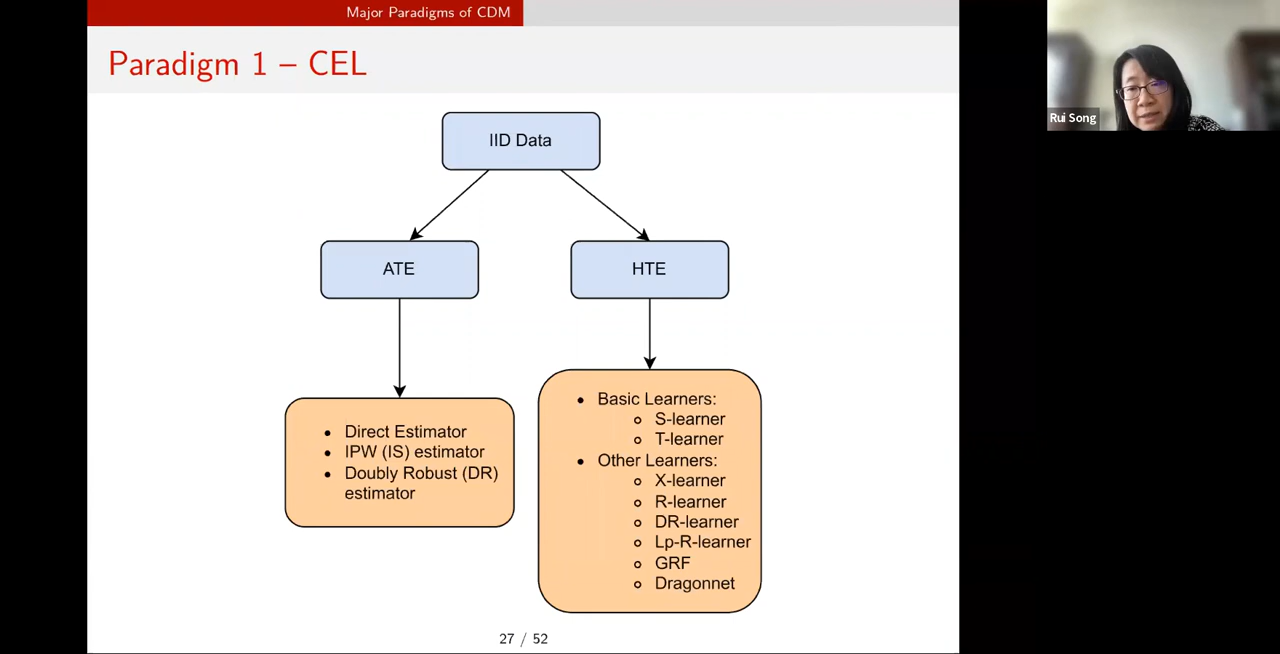 Major Paradigms of CDM
Paradigm 1 – CEL
Rui Song
IID Data
ATE
HTE
• Direct Estimator
• IPW (IS) estimator
• Doubly Robust (DR)
estimator
• Basic Learners:
○ S-learner
○ T-learner
• Other Learners:
○ X-learner
○ R-learner
○ DR-learner
○ Lp-R-learner
○ GRF
○ Dragonnet
27 / 52